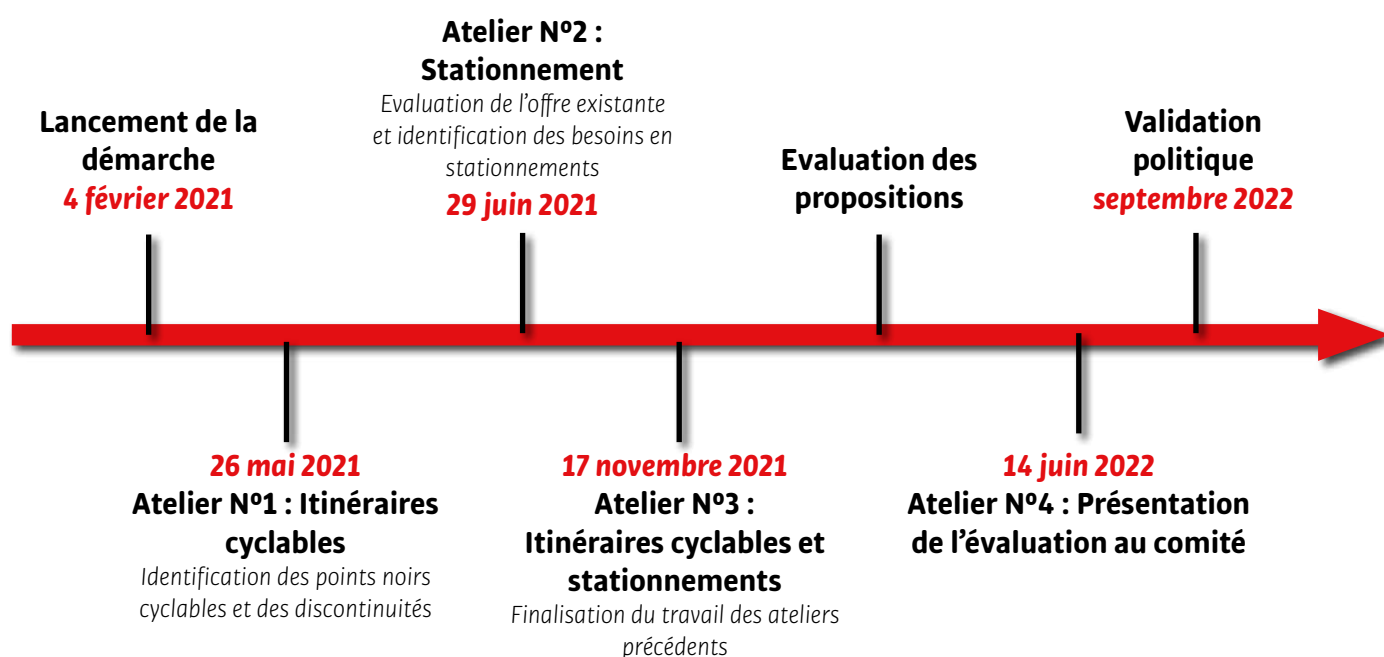 Lancement de la
démarche
4 février 2021
26 mai 2021
Atelier Nº1 : Itinéraires
cyclables
Identification des points noirs
cyclables et des discontinuités
Atelier Nº2 :
Stationnement
Evaluation de l'offre existante
et identification des besoins en
stationnements
29 juin 2021
17 novembre 2021
Atelier Nº3 :
Itinéraires cyclables et
stationnements
Finalisation du travail des ateliers
précédents
Evaluation des
propositions
14 juin 2022
Atelier Nº4 : Présentation
de l'évaluation au comité
Validation
politique
septembre 2022